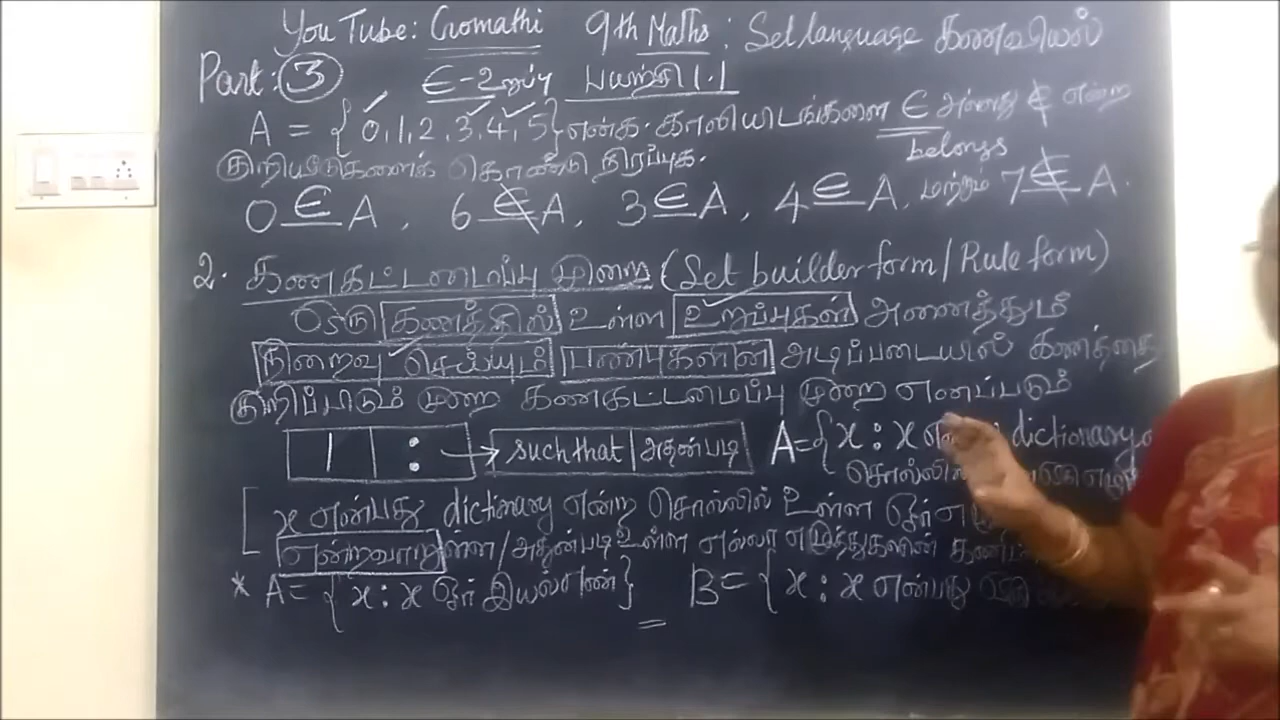 YouTube: Gomathi 9th Maths: Set language கணவியல்
Part: 3 ∈-உறுப்பு பயிற்சி 1.1
A = {0,1,2,3,4,5} என்க. காலியிடங்களை ∈ அல்லது ∉ என்ற
belongs
குறியீடுகளைக் கொண்டு நிரப்புக.
0 ∈ A, 6 ∉ A, 3 ∈ A, 4 ∈ A, மற்றும் 7 ∉ A.
2. கணகட்டமைப்பு முறை (Set builder form / Rule form)
ஒரு கணத்தில் உள்ள உறுப்புகள் அனைத்தும்
நிறைவு செய்யும் பண்புகளின் அடிப்படையில் கணத்தை
குறிப்பிடும் முறை கணகட்டமைப்பு முறை எனப்படும்
| : → such that | அதன்படி A={x : x dictionary
x என்பது dictionary என்ற சொல்லில் உள்ள ஓர்
என்றவாறுள்ள/அதன்படி உள்ள எல்லா எழுத்துகளின்
* A = {x : x ஓர் இயல் எண்} B = {x : x என்பது